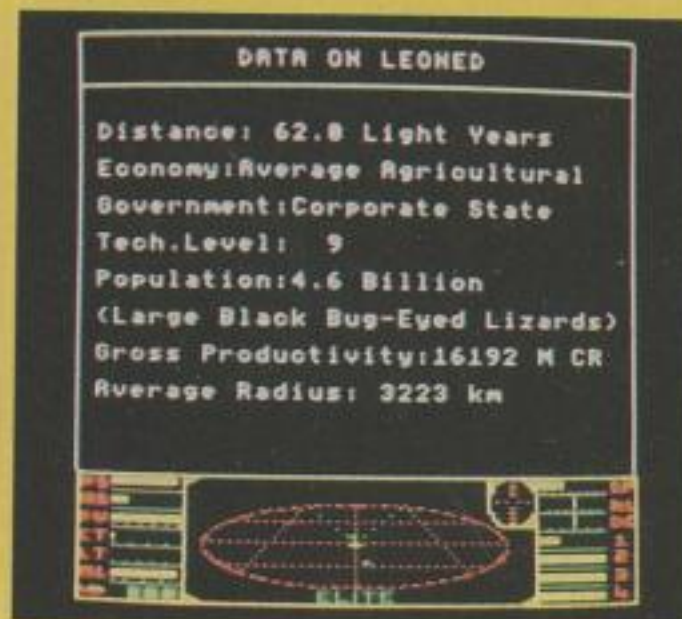 DATA ON LEONED
Distance: 62.0 Light Years
Economy:Average Agricultural
Government:Corporate State
Tech.Level: 9
Population:4.6 Billion
(Large Black Bug-Eyed Lizards)
Gross Productivity:16192 M CR
Average Radius: 3223 km
ELITE